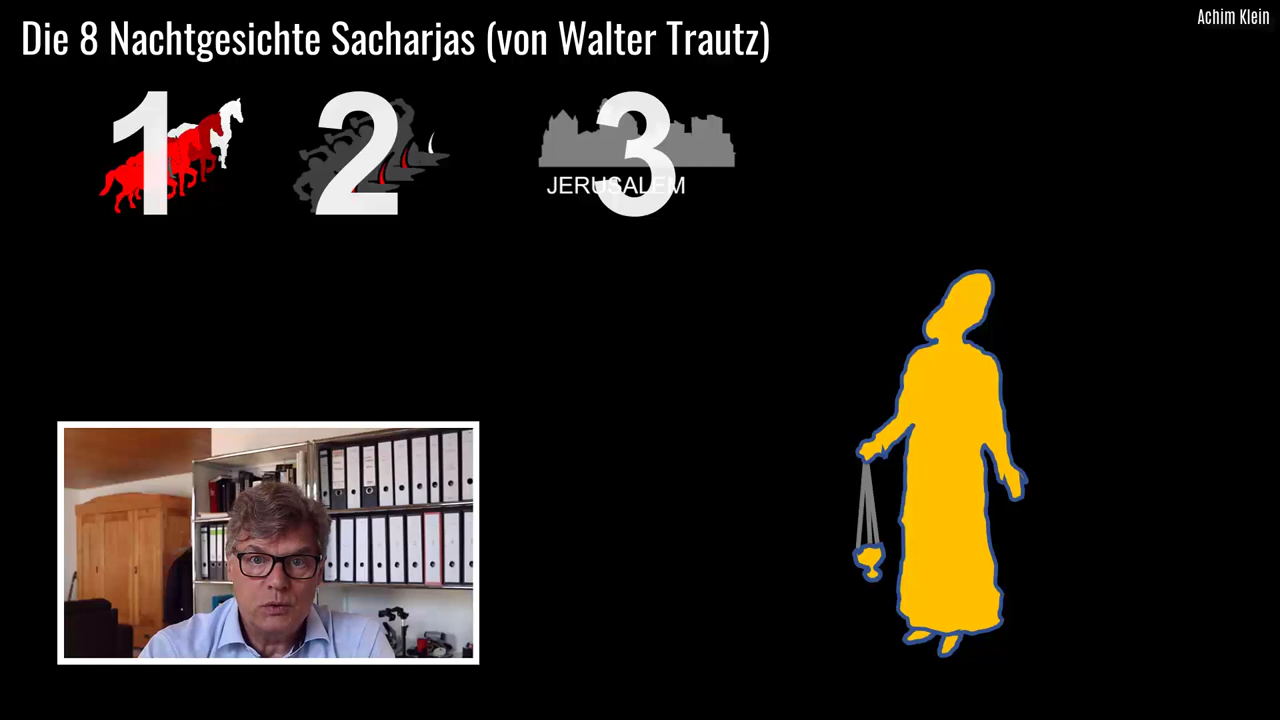 Achim Klein
Die 8 Nachtgesichte Sacharjas (von Walter Trautz)
1 2 3
JERUSALEM